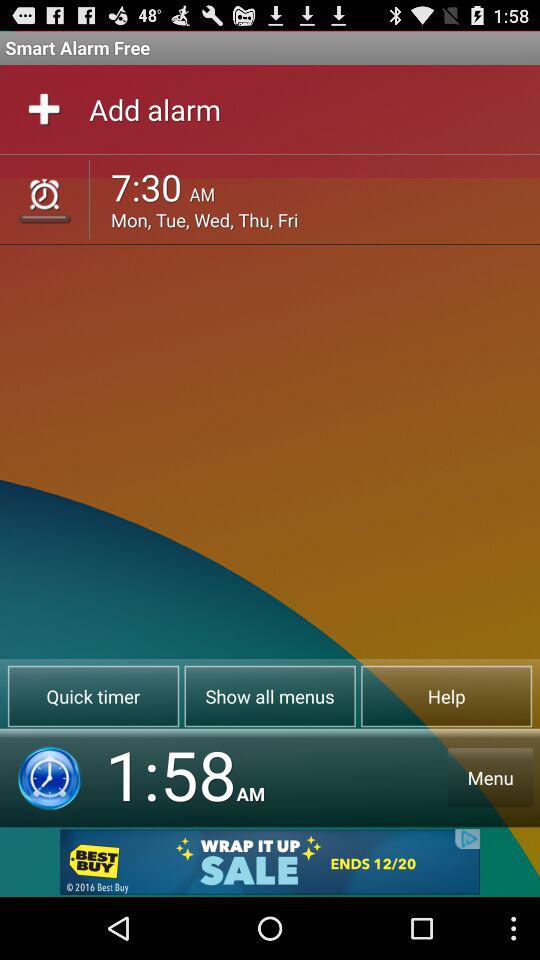 48° 1:58
Smart Alarm Free
Add alarm
7:30 AM
Mon, Tue, Wed, Thu, Fri
Quick timer Show all menus Help
1:58 AM Menu
BEST BUY
© 2016 Best Buy
WRAP IT UP
SALE
ENDS 12/20